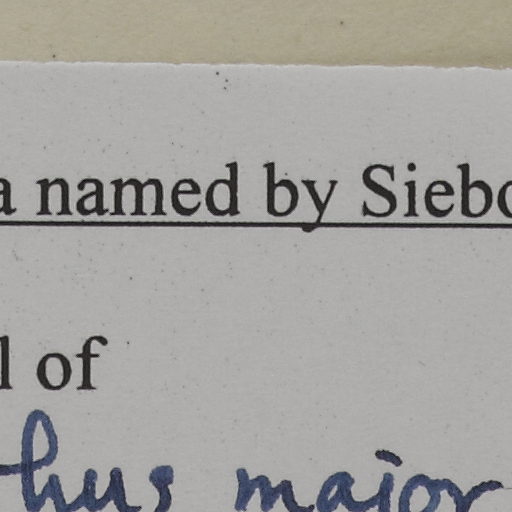 a named by Siebo
l of
thus major